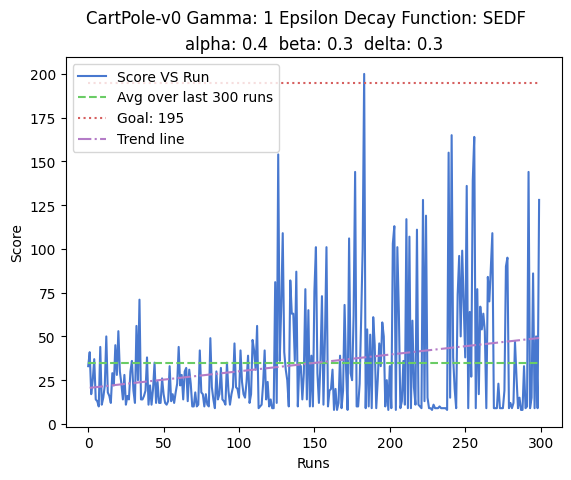 CartPole-v0 Gamma: 1 Epsilon Decay Function: SEDF
alpha: 0.4  beta: 0.3  delta: 0.3
Score VS Run
Avg over last 300 runs
Goal: 195
Trend line
200
175
150
125
100
75
50
25
0
Score
0 50 100 150 200 250 300
Runs